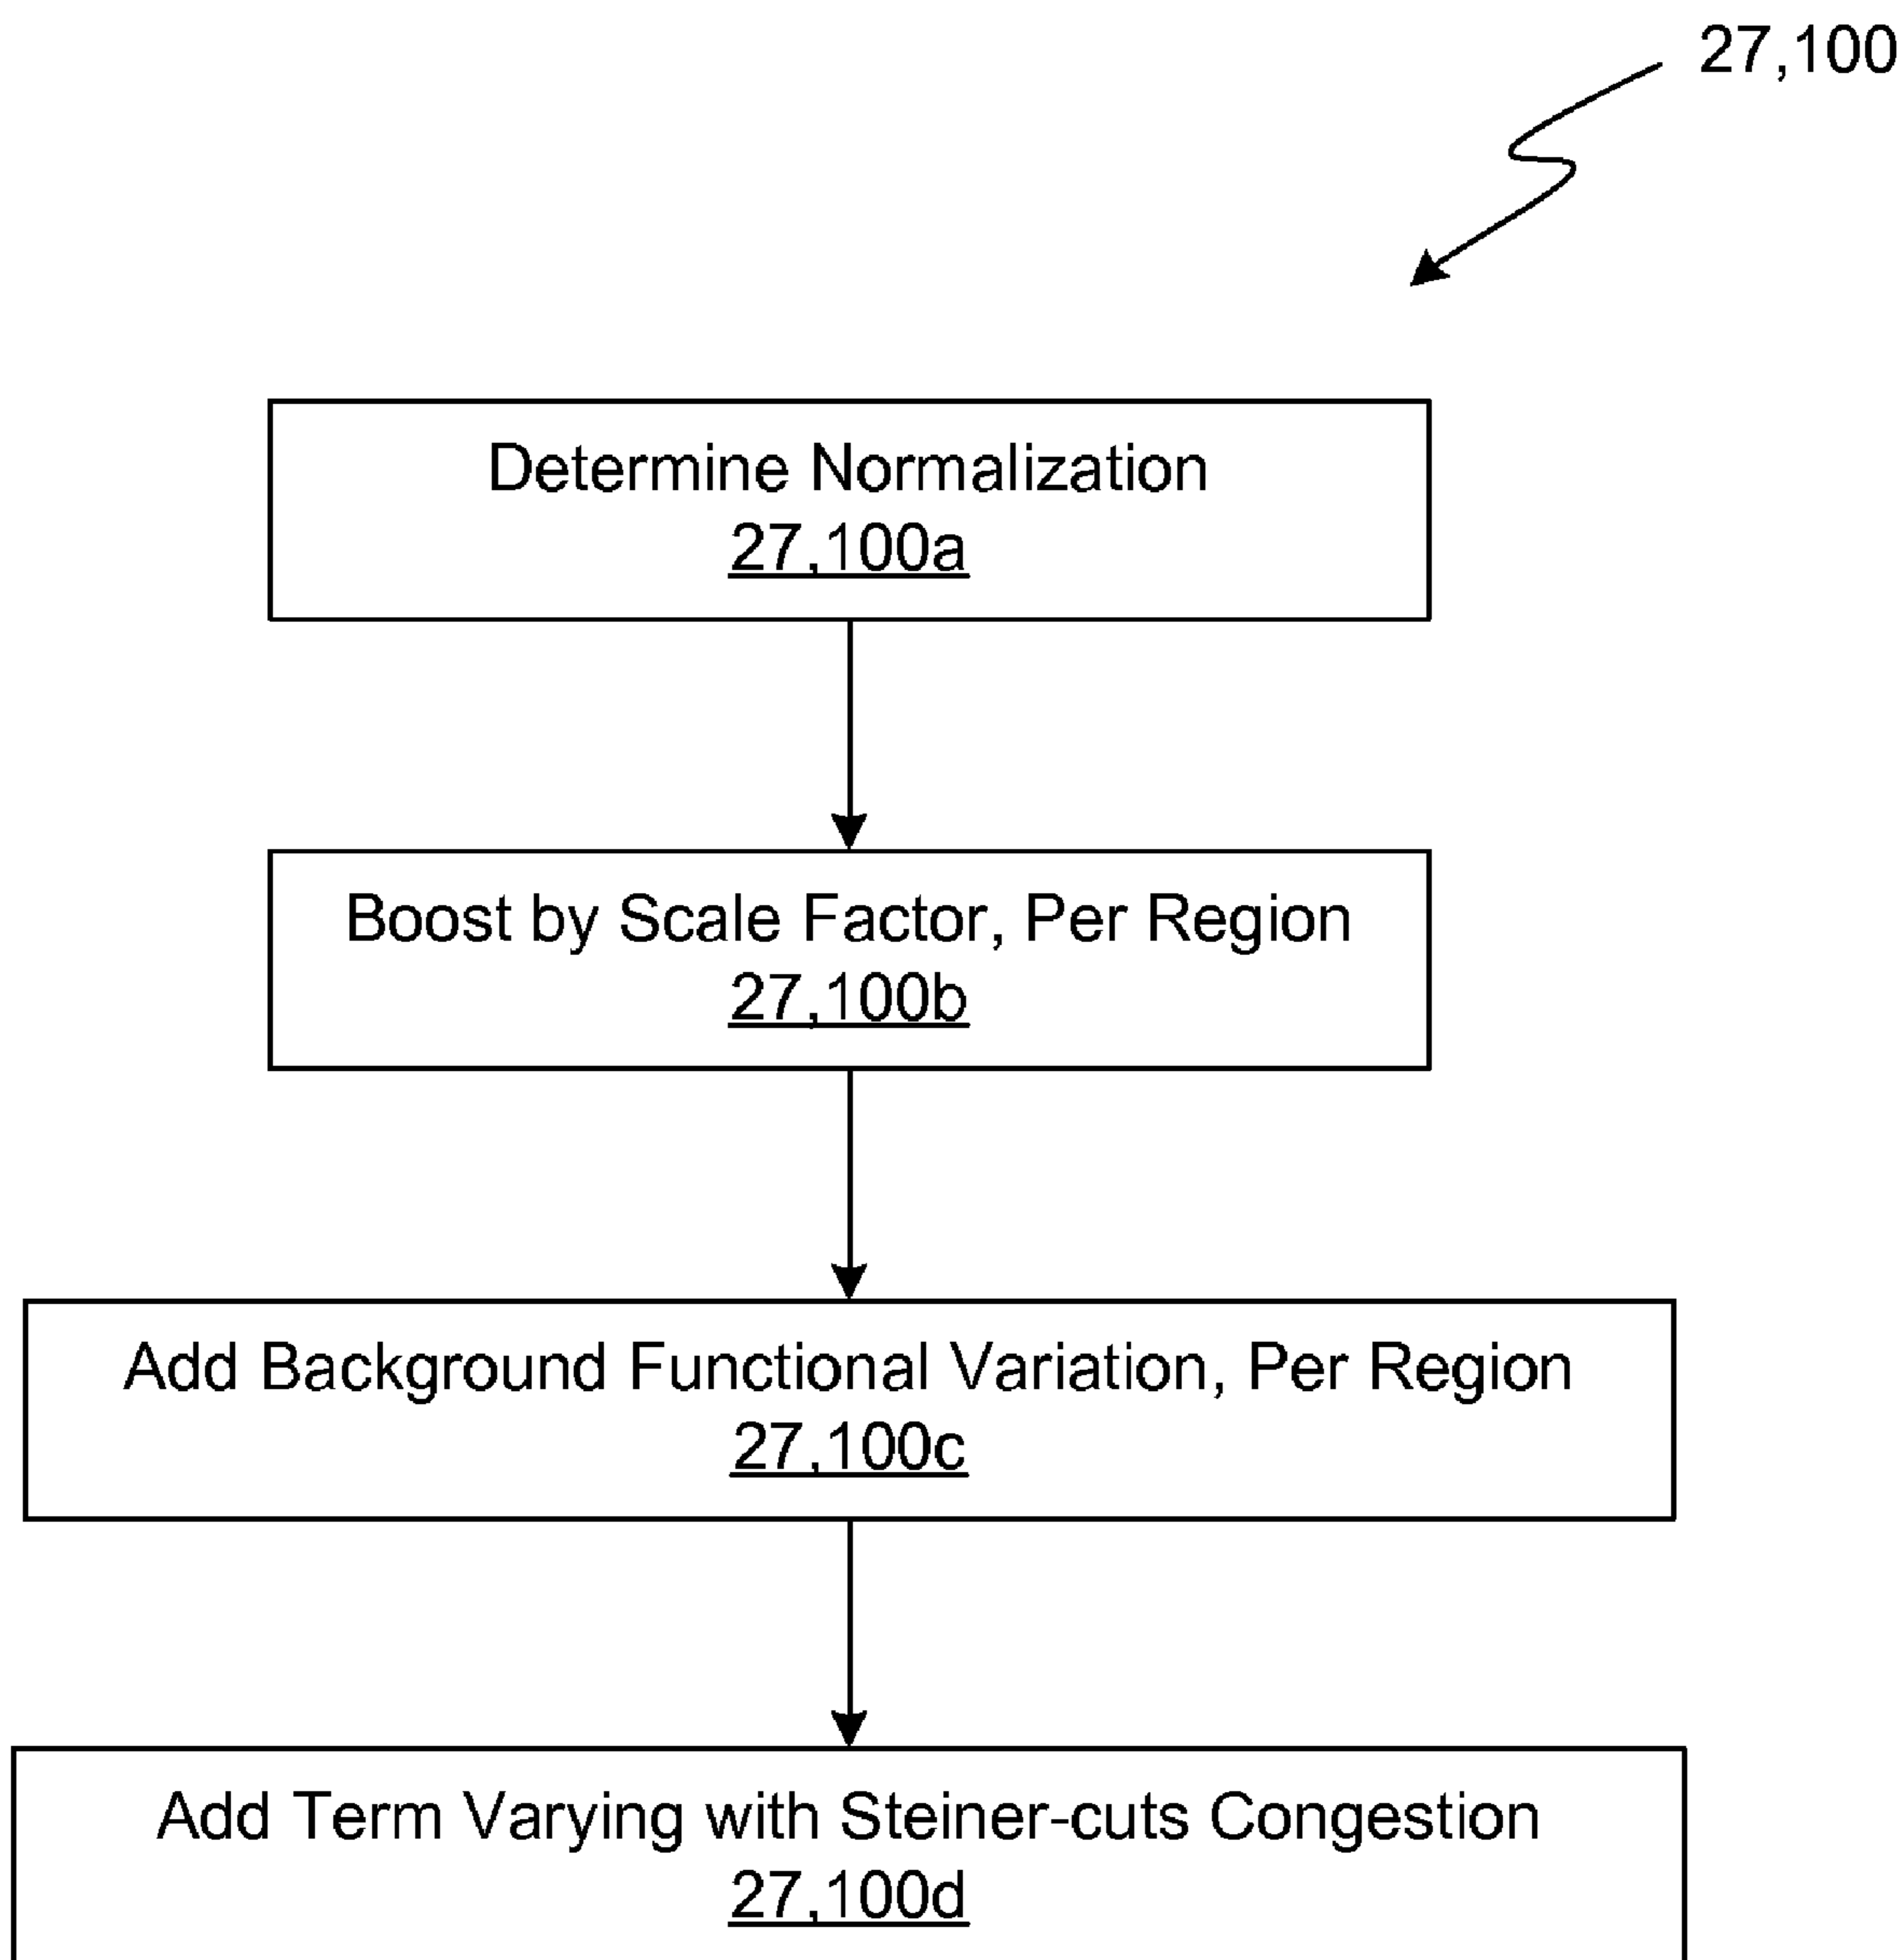 27,100
Determine Normalization
27,100a
Boost by Scale Factor, Per Region
27,100b
Add Background Functional Variation, Per Region
27,100c
Add Term Varying with Steiner-cuts Congestion
27,100d